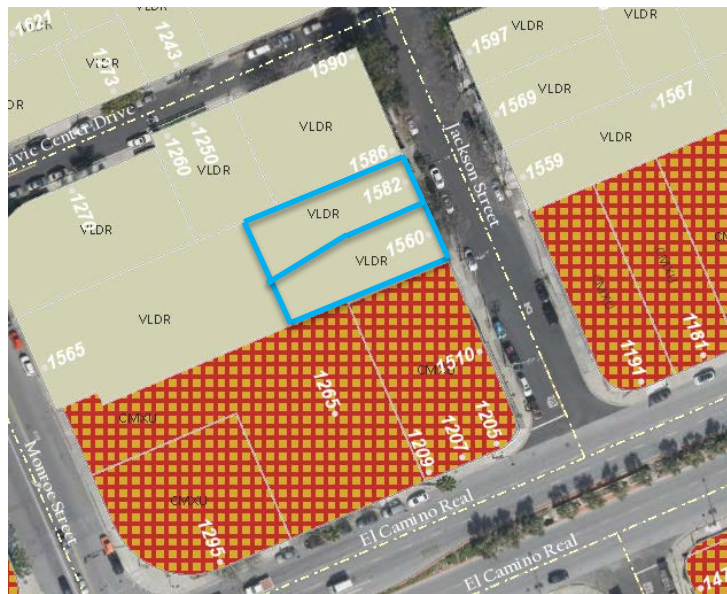 1621
VLDR
1243
1273
VLDR
Civic Center Drive
1590
1597
VLDR
VLDR
1569
VLDR
1567
VLDR
1250
1260
VLDR
Jackson Street
VLDR
1586
1582
1559
1270
VLDR
VLDR
1560
VLDR
VLDR
1565
CMXU
1510
CMXU
1191
1181
1265
1205
1207
1209
CMXU
Monroe Street
CMXU
1295
El Camino Real
El Camino Real